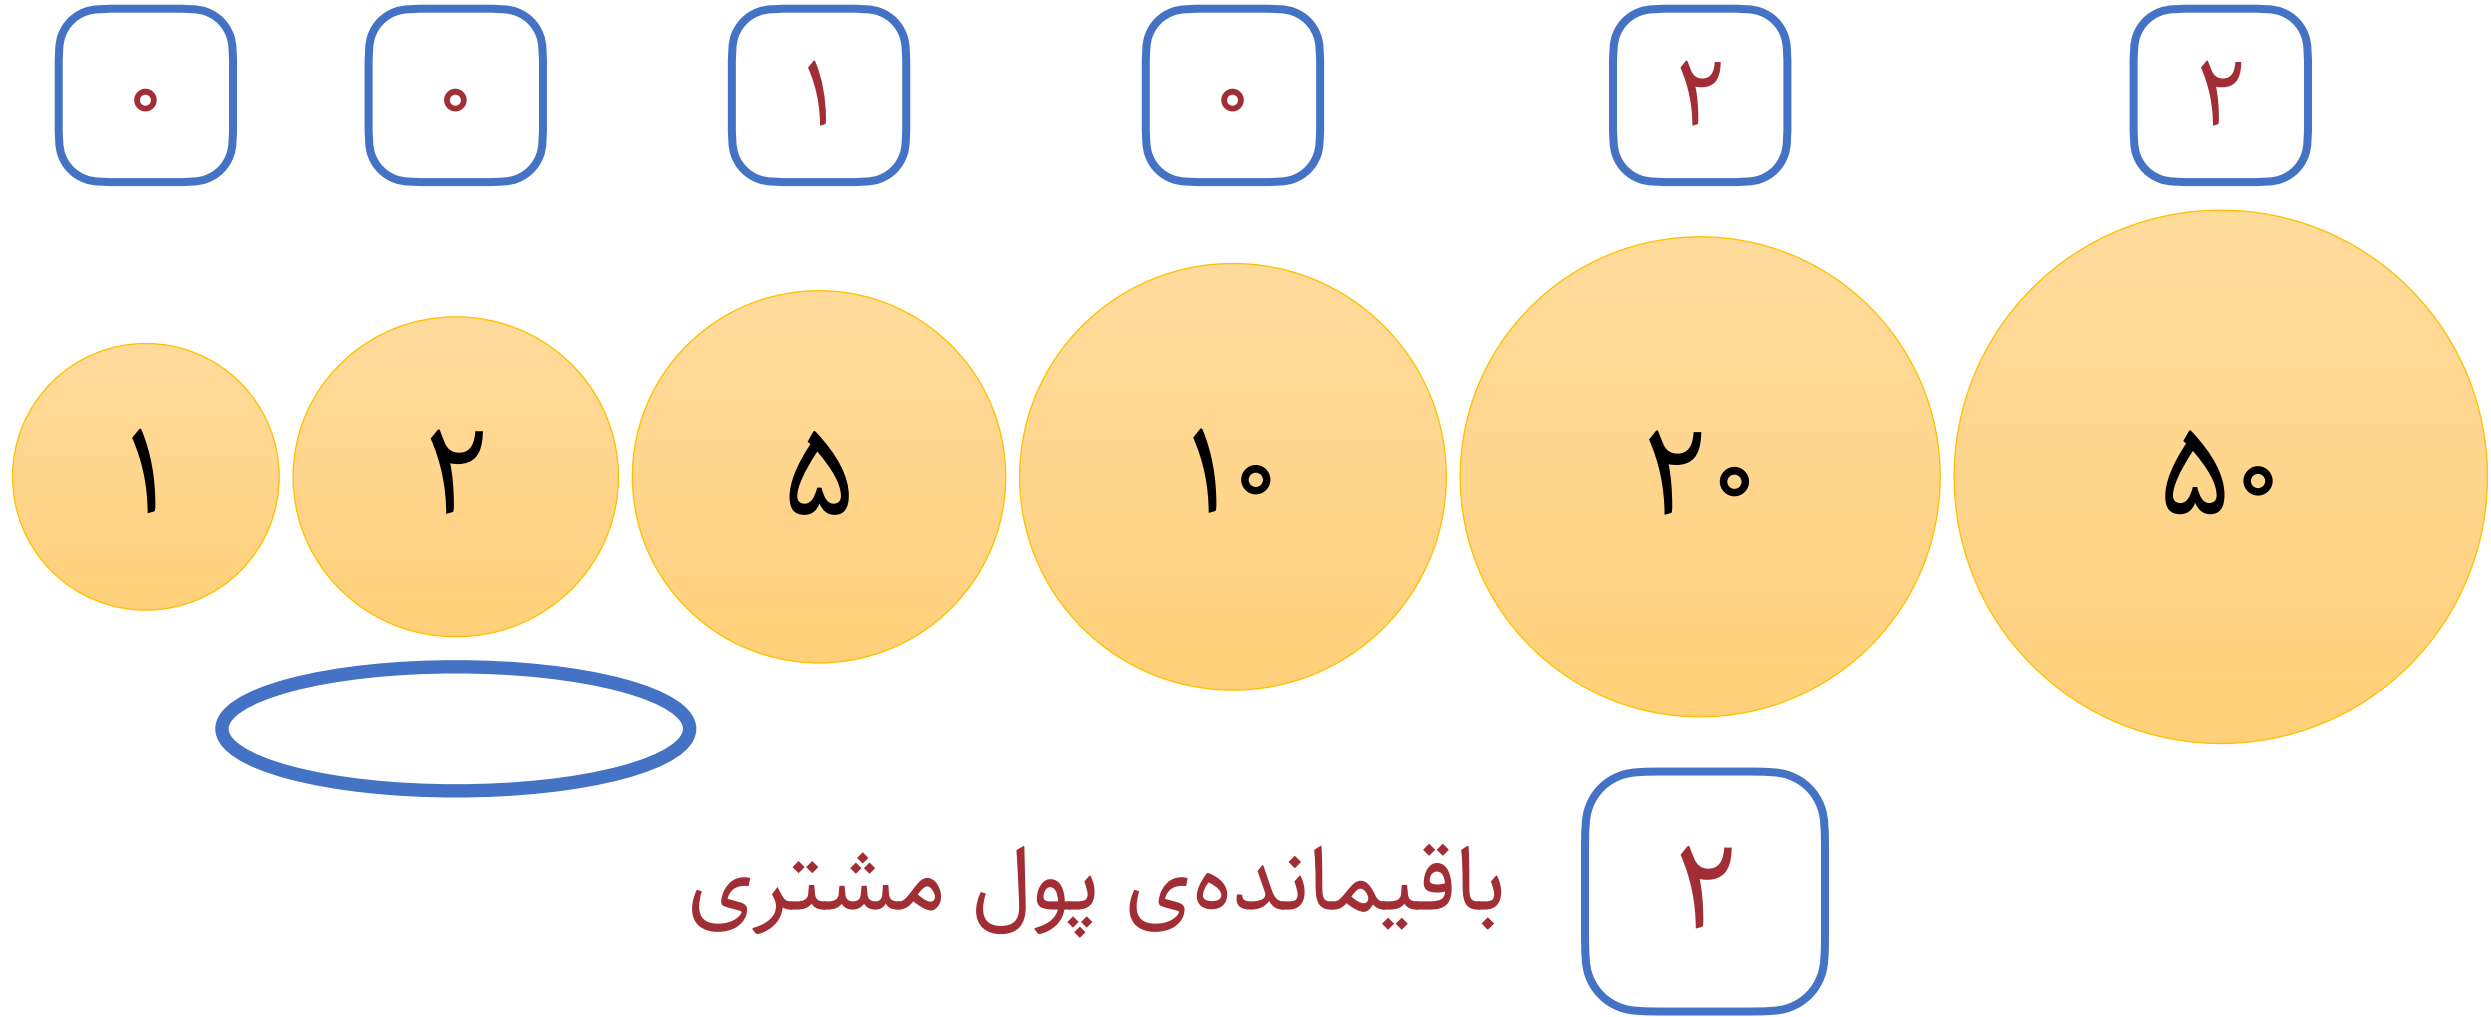 ۰ ۰ ۱ ۰ ۲ ۲
۱ ۲ ۵ ۱۰ ۲۰ ۵۰
۲
باقیمانده‌ی پول مشتری